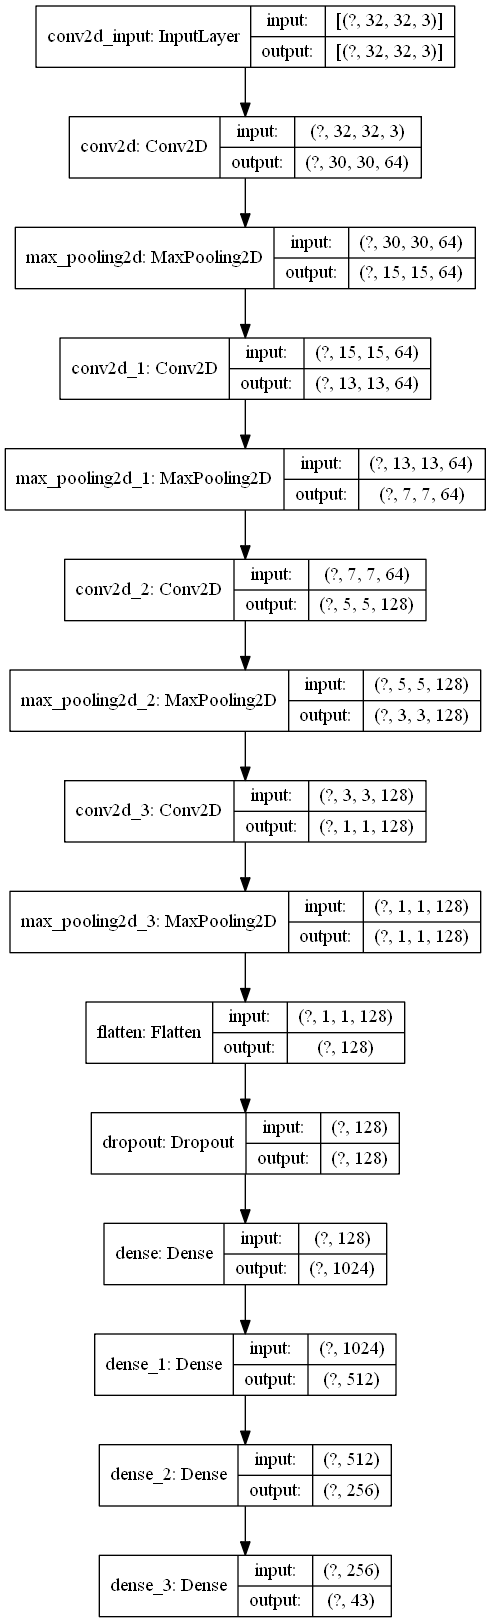 conv2d_input: InputLayer
input: [(?, 32, 32, 3)]
output: [(?, 32, 32, 3)]
conv2d: Conv2D
input: (?, 32, 32, 3)
output: (?, 30, 30, 64)
max_pooling2d: MaxPooling2D
input: (?, 30, 30, 64)
output: (?, 15, 15, 64)
conv2d_1: Conv2D
input: (?, 15, 15, 64)
output: (?, 13, 13, 64)
max_pooling2d_1: MaxPooling2D
input: (?, 13, 13, 64)
output: (?, 7, 7, 64)
conv2d_2: Conv2D
input: (?, 7, 7, 64)
output: (?, 5, 5, 128)
max_pooling2d_2: MaxPooling2D
input: (?, 5, 5, 128)
output: (?, 3, 3, 128)
conv2d_3: Conv2D
input: (?, 3, 3, 128)
output: (?, 1, 1, 128)
max_pooling2d_3: MaxPooling2D
input: (?, 1, 1, 128)
output: (?, 1, 1, 128)
flatten: Flatten
input: (?, 1, 1, 128)
output: (?, 128)
dropout: Dropout
input: (?, 128)
output: (?, 128)
dense: Dense
input: (?, 128)
output: (?, 1024)
dense_1: Dense
input: (?, 1024)
output: (?, 512)
dense_2: Dense
input: (?, 512)
output: (?, 256)
dense_3: Dense
input: (?, 256)
output: (?, 43)